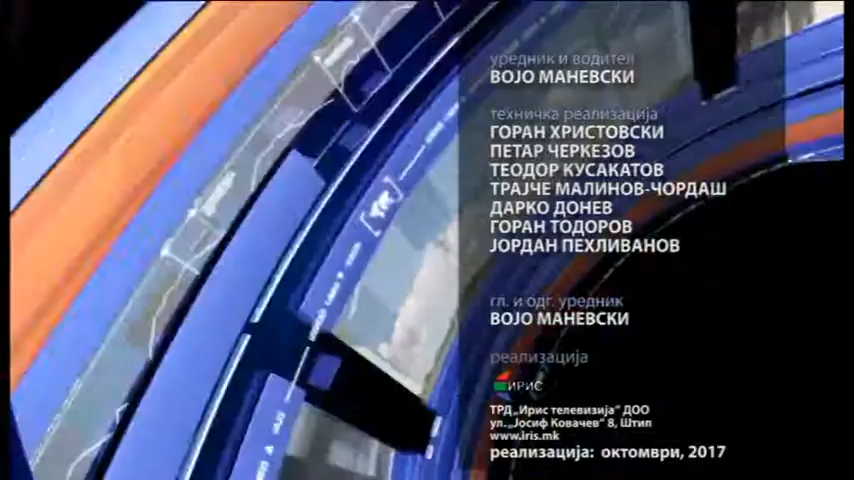 уредник и водител
ВОЈО МАНЕВСКИ
техничка реализација
ГОРАН ХРИСТОВСКИ
ПЕТАР ЧЕРКЕЗОВ
ТЕОДОР КУСАКАТОВ
ТРАЈЧЕ МАЛИНОВ-ЧОРДАШ
ДАРКО ДОНЕВ
ГОРАН ТОДОРОВ
ЈОРДАН ПЕХЛИВАНОВ
гл. и одг. уредник
ВОЈО МАНЕВСКИ
реализација
ИРИС
ТРД„Ирис телевизија“ ДОО
ул.„Јосиф Ковачев“ 8, Штип
www.iris.mk
реализација: октомври, 2017